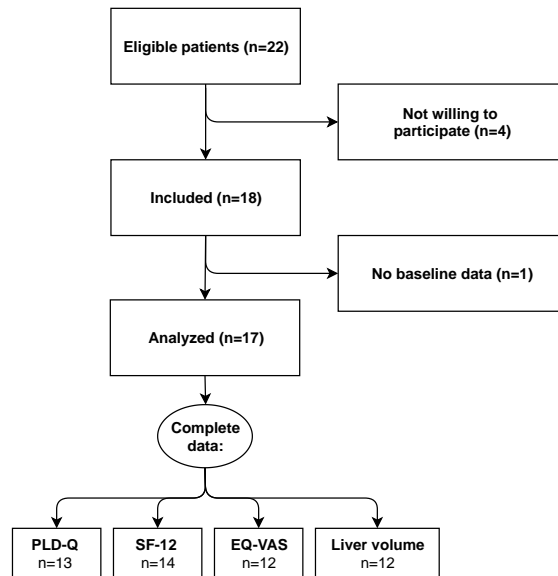 Eligible patients (n=22)
Not willing to
participate (n=4)
Included (n=18)
No baseline data (n=1)
Analyzed (n=17)
Complete
data:
PLD-Q
n=13
SF-12
n=14
EQ-VAS
n=12
Liver volume
n=12